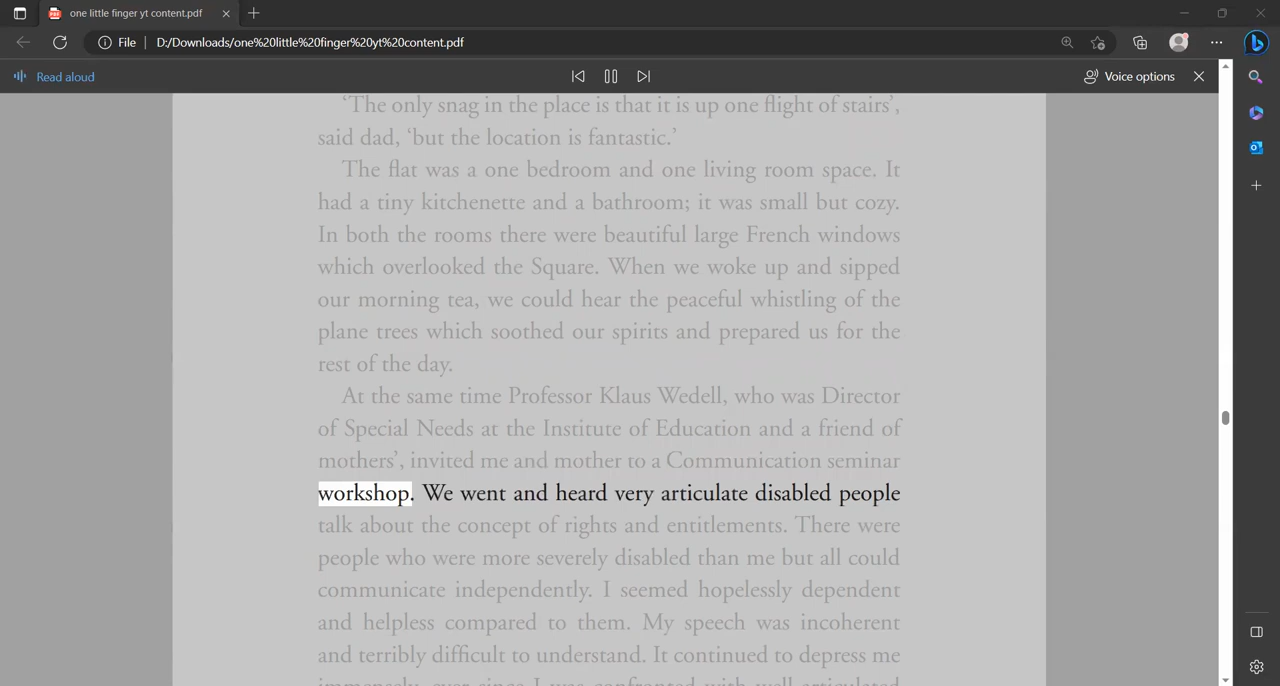 one little finger yt content.pdf
File
D:/Downloads/one%20little%20finger%20yt%20content.pdf
Read aloud
Voice options
‘The only snag in the place is that it is up one flight of stairs’,
said dad, ‘but the location is fantastic.’
The flat was a one bedroom and one living room space. It
had a tiny kitchenette and a bathroom; it was small but cozy.
In both the rooms there were beautiful large French windows
which overlooked the Square. When we woke up and sipped
our morning tea, we could hear the peaceful whistling of the
plane trees which soothed our spirits and prepared us for the
rest of the day.
At the same time Professor Klaus Wedell, who was Director
of Special Needs at the Institute of Education and a friend of
mothers’, invited me and mother to a Communication seminar
workshop. We went and heard very articulate disabled people
talk about the concept of rights and entitlements. There were
people who were more severely disabled than me but all could
communicate independently. I seemed hopelessly dependent
and helpless compared to them. My speech was incoherent
and terribly difficult to understand. It continued to depress me
immensely, ever since I was confronted with well articulated